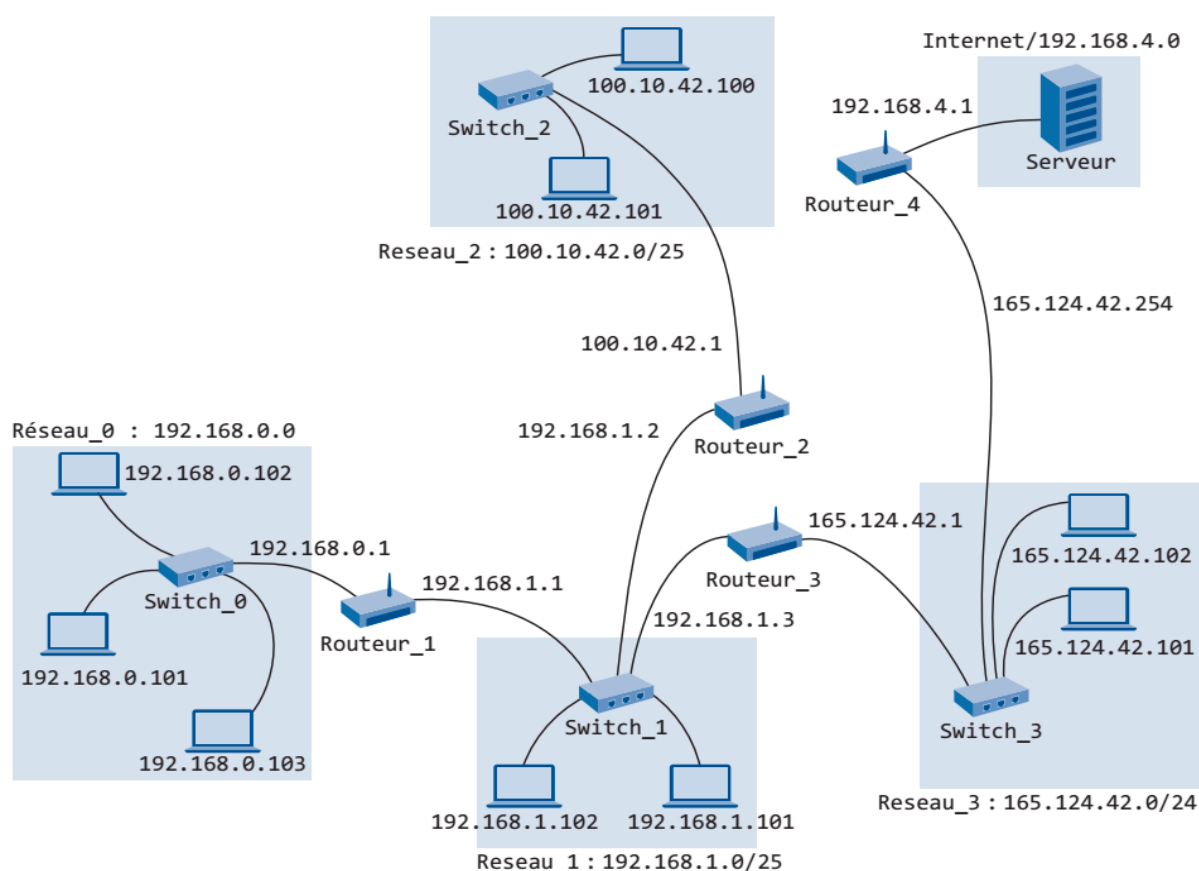 Internet/192.168.4.0
100.10.42.100
192.168.4.1
Switch_2
Serveur
Routeur_4
100.10.42.101
Reseau_2 : 100.10.42.0/25
165.124.42.254
100.10.42.1
Réseau_0 : 192.168.0.0
192.168.1.2
Routeur_2
192.168.0.102
192.168.0.1
165.124.42.1
165.124.42.102
192.168.1.1
Routeur_3
Switch_0
Routeur_1
192.168.1.3
165.124.42.101
192.168.0.101
Switch_1
Switch_3
192.168.0.103
192.168.1.102
192.168.1.101
Reseau_3 : 165.124.42.0/24
Reseau 1 : 192.168.1.0/25